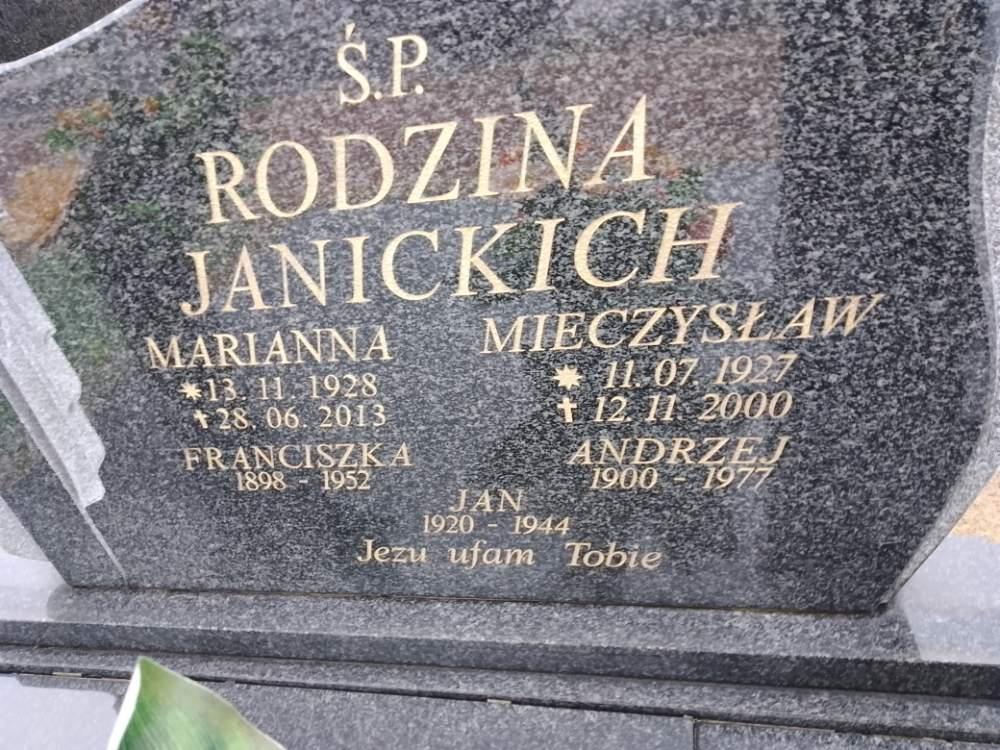 Ś.P.
RODZINA
JANICKICH
MARIANNA
* 13. 11. 1928
✝ 28. 06. 2013
MIECZYSŁAW
* 11. 07. 1927
✝ 12. 11. 2000
FRANCISZKA
1898 - 1952
ANDRZEJ
1900 - 1977
JAN
1920 - 1944
Jezu ufam Tobie